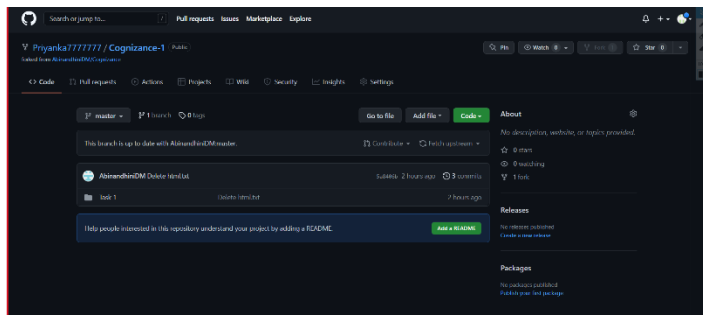 Search or jump to... /
Pull requests Issues Marketplace Explore
Priyanka7777777 / Cognizance-1 Public
forked from AbinandhiniDM/Cognizance
Pin Watch 0 Fork Star 0
Code Pull requests Actions Projects Wiki Security Insights Settings
master 1 branch 0 tags Go to file Add file Code
This branch is up to date with AbinandhiniDM:master. Contribute Fetch upstream
AbinandhiniDM Delete html.txt 2 hours ago 3 commits
Task 1 Delete html.txt 2 hours ago
Help people interested in this repository understand your project by adding a README. Add a README
About
No description, website, or topics provided.
0 stars
0 watching
1 fork
Releases
No releases published
Create a new release
Packages
No packages published
Publish your first package